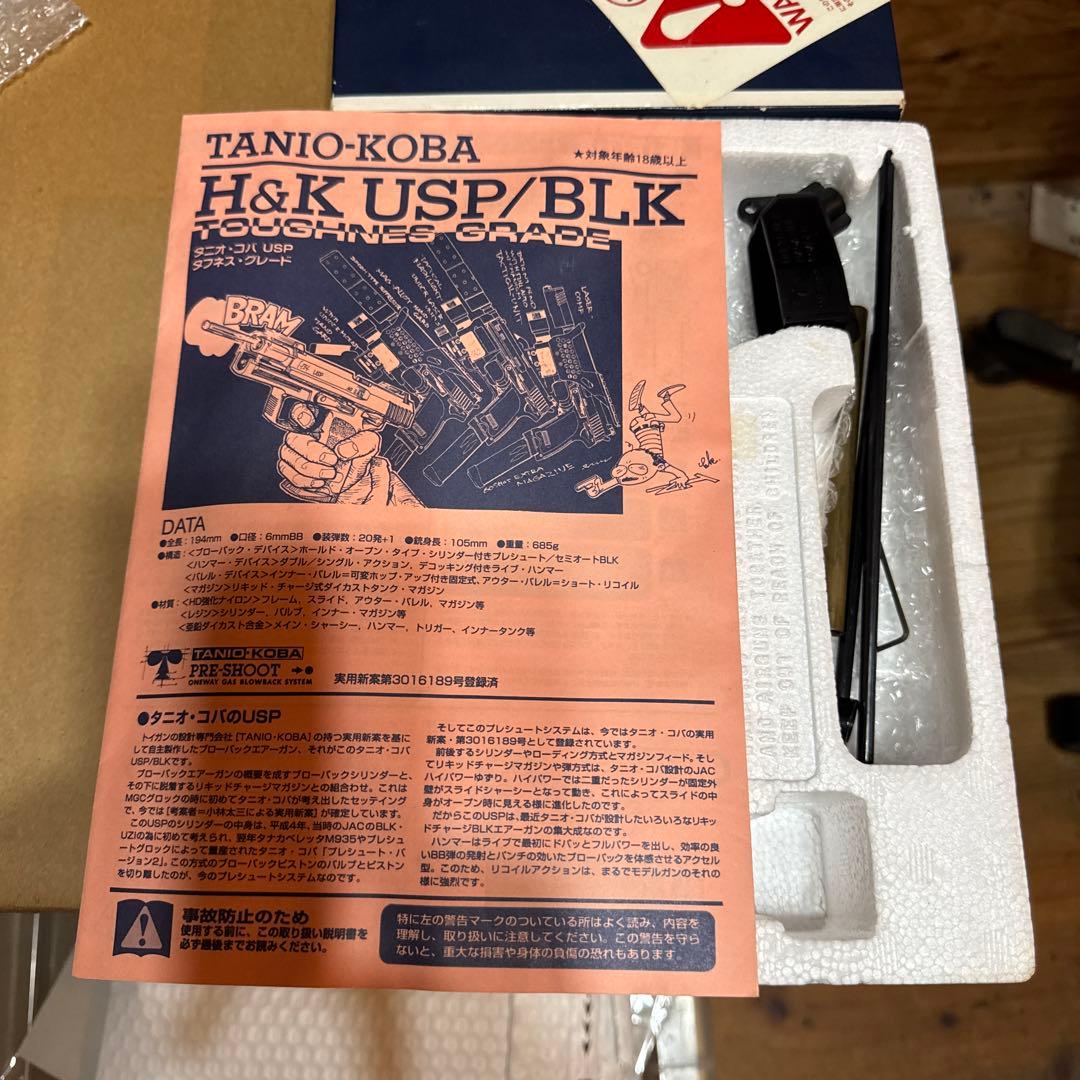 WA
TANIO-KOBA
★対象年齢18歳以上
H&K USP/BLK
TOUGHNES GRADE
タニオ・コバ USP
タフネス・グレード
BRAM
USP
LASER
COMP
20SHOT EXTRA
MAGAZINE
DATA
●全長：194mm ●口径：6mmBB ●装弾数：20発+1 ●銃身長：105mm ●重量：685g
●構造：<ブローバック・デバイス>ホールド・オープン・タイプ・シリンダー付きプレシュート／セミオートBLK
<ハンマー・デバイス>ダブル／シングル・アクション、デコッキング付きライブ・ハンマー
<バレル・デバイス>インナー・バレル＝可変ホップ・アップ付き固定式、アウター・バレル＝ショート・リコイル
<マガジン>リキッド・チャージ式ダイカストタンク・マガジン
●材質：<HD強化ナイロン>フレーム、スライド、アウター・バレル、マガジン等
<レジン>シリンダー、バルブ、インナー・マガジン等
<亜鉛ダイカスト合金>メイン・シャーシー、ハンマー、トリガー、インナータンク等
TANIO・KOBA
PRE-SHOOT
ONEWAY GAS BLOWBACK SYSTEM
実用新案第3016189号登録済
●タニオ・コバのUSP
トイガンの設計専門会社［TANIO・KOBA］の持つ実用新案を基に
して自主製作したブローバックエアーガン、それがこのタニオ・コバ
USP/BLKです。
ブローバックエアーガンの概要を成すブローバックシリンダーと、
その下に脱着するリキッドチャージマガジンとの組合わせ。これは
MGCグロックの時に初めてタニオ・コバが考え出したセッテイング
で、今では［考案者＝小林太三による実用新案］が確定しています。
このUSPのシリンダーの中身は、平成4年、当時のJACのBLK・
UZIの為に初めて考えられ、翌年タナカベレッタM935やプレシュ
ートグロックによって量産されたタニオ・コバ「プレシュート・バ
ージョン2」。この方式のブローバックピストンのバルブとピストン
を切り離したのが、今のプレシュートシステムなのです。
そしてこのプレシュートシステムは、今ではタニオ・コバの実用
新案・第3016189号として登録されています。
前後するシリンダーやローディング方式とマガジンフィード。そし
てリキッドチャージマガジンや弾方式は、タニオ・コバ設計のJAC
ハイパワーゆずり。ハイパワーでは二重だったシリンダーが固定外
壁がスライドシャーシーとなって動き、これによってスライドの中
身がオープン時に見える様に進化したのです。
だからこのUSPは、最近タニオ・コバが設計したいろいろなリキッ
ドチャージBLKエアーガンの集大成なのです。
ハンマーはライブで最初にドバッとフルパワーを出し、効率の良
いBB弾の発射とパンチの効いたブローバックを体感させるアクセル
型。このため、リコイルアクションは、まるでモデルガンのそれの
様に強烈です。
事故防止のため
使用する前に、この取り扱い説明書を
必ず最後までお読みください。
特に左の警告マークのついている所はよく読み、内容を
理解し、取り扱いに注意してください。この警告を守ら
ないと、重大な損害や身体の負傷の恐れもあります。
KEEP OUT OF REACH OF CHILDREN